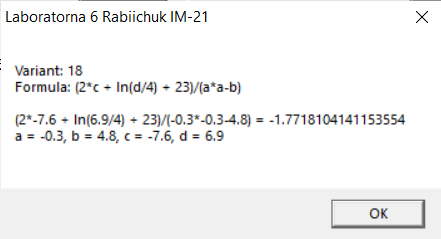 Laboratorna 6 Rabiichuk IM-21
Variant: 18
Formula: (2*c + ln(d/4) + 23)/(a*a-b)
(2*-7.6 + ln(6.9/4) + 23)/(-0.3*-0.3-4.8) = -1.7718104141153554
a = -0.3, b = 4.8, c = -7.6, d = 6.9
OK